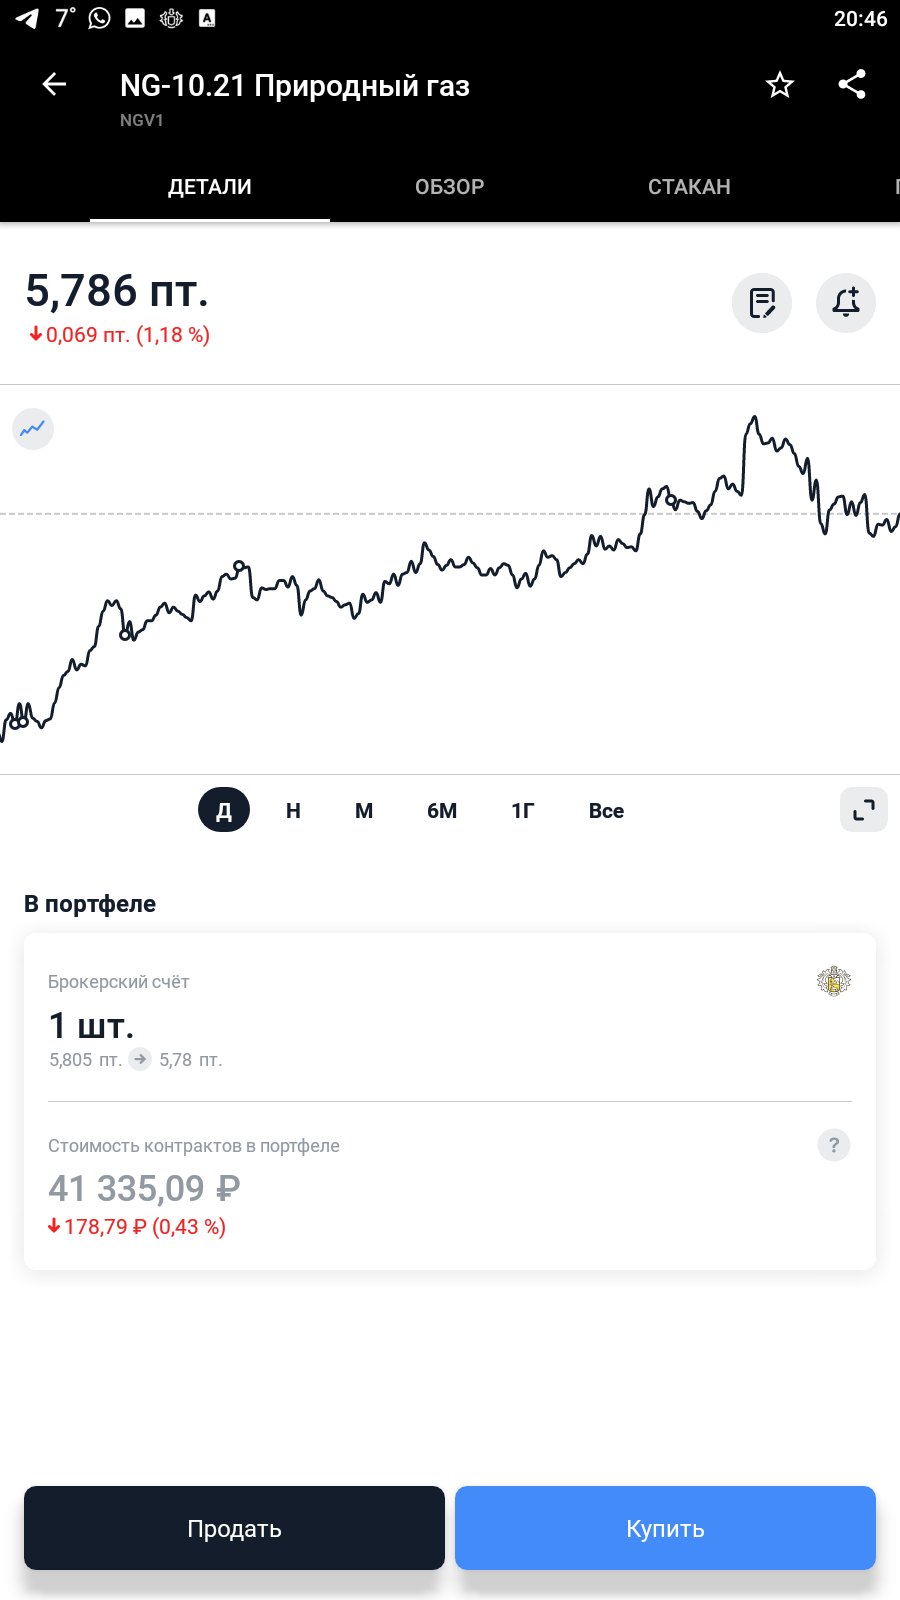 7° A 20:46
NG-10.21 Природный газ
NGV1
ДЕТАЛИ ОБЗОР СТАКАН
5,786 пт.
0,069 пт. (1,18 %)
Д Н М 6М 1Г Все
В портфеле
Брокерский счёт
1 шт.
5,805 пт. 5,78 пт.
Стоимость контрактов в портфеле ?
41 335,09 ₽
178,79 ₽ (0,43 %)
Продать Купить